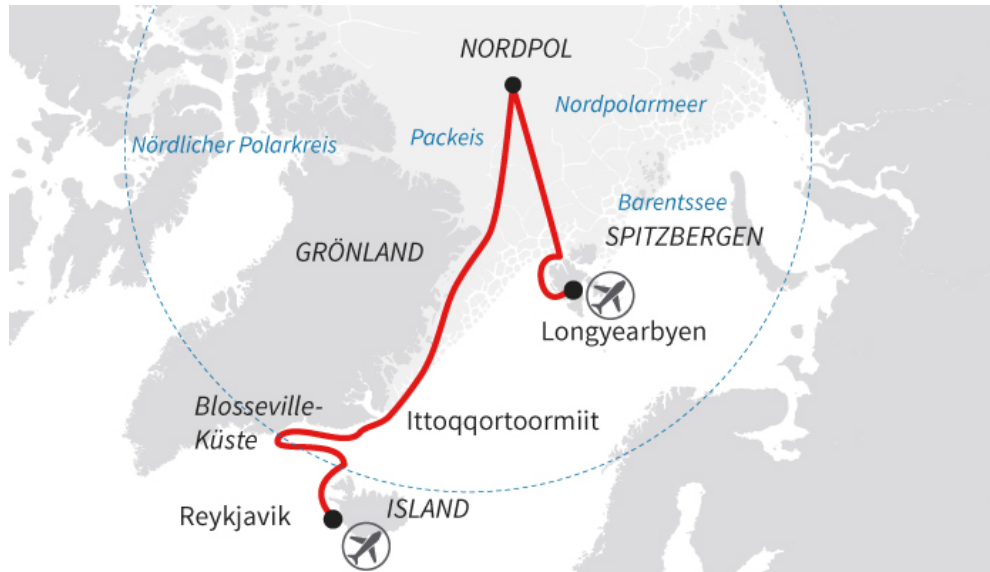 NORDPOL
Nordpolarmeer
Packeis
Nördlicher Polarkreis
Barentssee
SPITZBERGEN
GRÖNLAND
Longyearbyen
Blosseville-
Küste
Ittoqqortoormiit
Reykjavik
ISLAND